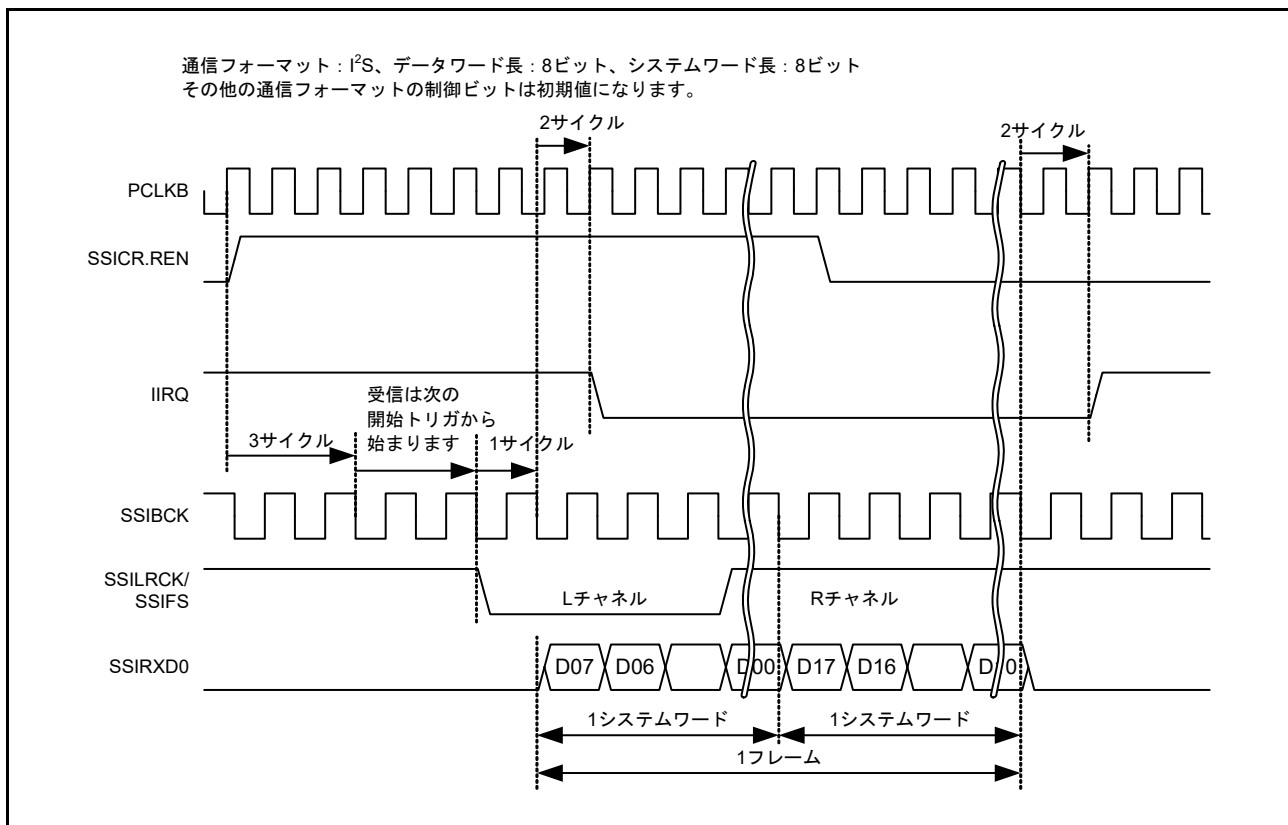 通信フォーマット：I²S、データワード長：8ビット、システムワード長：8ビット
その他の通信フォーマットの制御ビットは初期値になります。
2サイクル
2サイクル
PCLKB
SSICR.REN
IIRQ
受信は次の
開始トリガから
始まります
3サイクル
1サイクル
SSIBCK
SSILRCK/
SSIFS
Lチャネル
Rチャネル
SSIRXD0
D07
D06
D00
D17
D16
D10
1システムワード
1システムワード
1フレーム